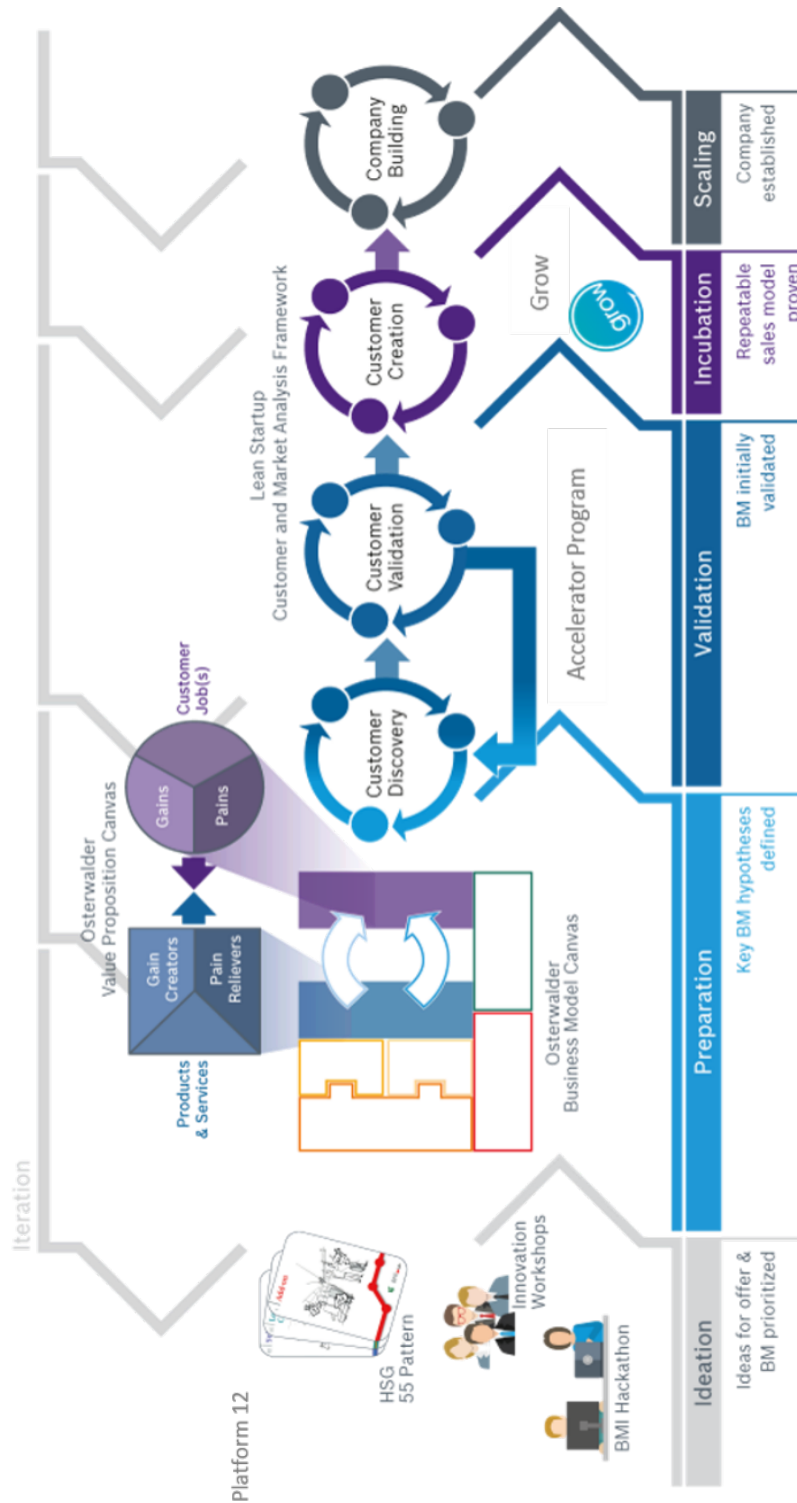 Iteration
Platform 12
HSG
55 Pattern
Innovation
Workshops
BMI Hackathon
Osterwalder
Value Proposition Canvas
Products
& Services
Gain
Creators
Pain
Relievers
Gains
Pains
Customer
Job(s)
Osterwalder
Business Model Canvas
Lean Startup
Customer and Market Analysis Framework
Customer
Discovery
Customer
Validation
Customer
Creation
Company
Building
Accelerator Program
Grow
grow
Ideation
Preparation
Validation
Incubation
Scaling
Ideas for offer &
BM prioritized
Key BM hypotheses
defined
BM initially
validated
Repeatable
sales model
proven
Company
established